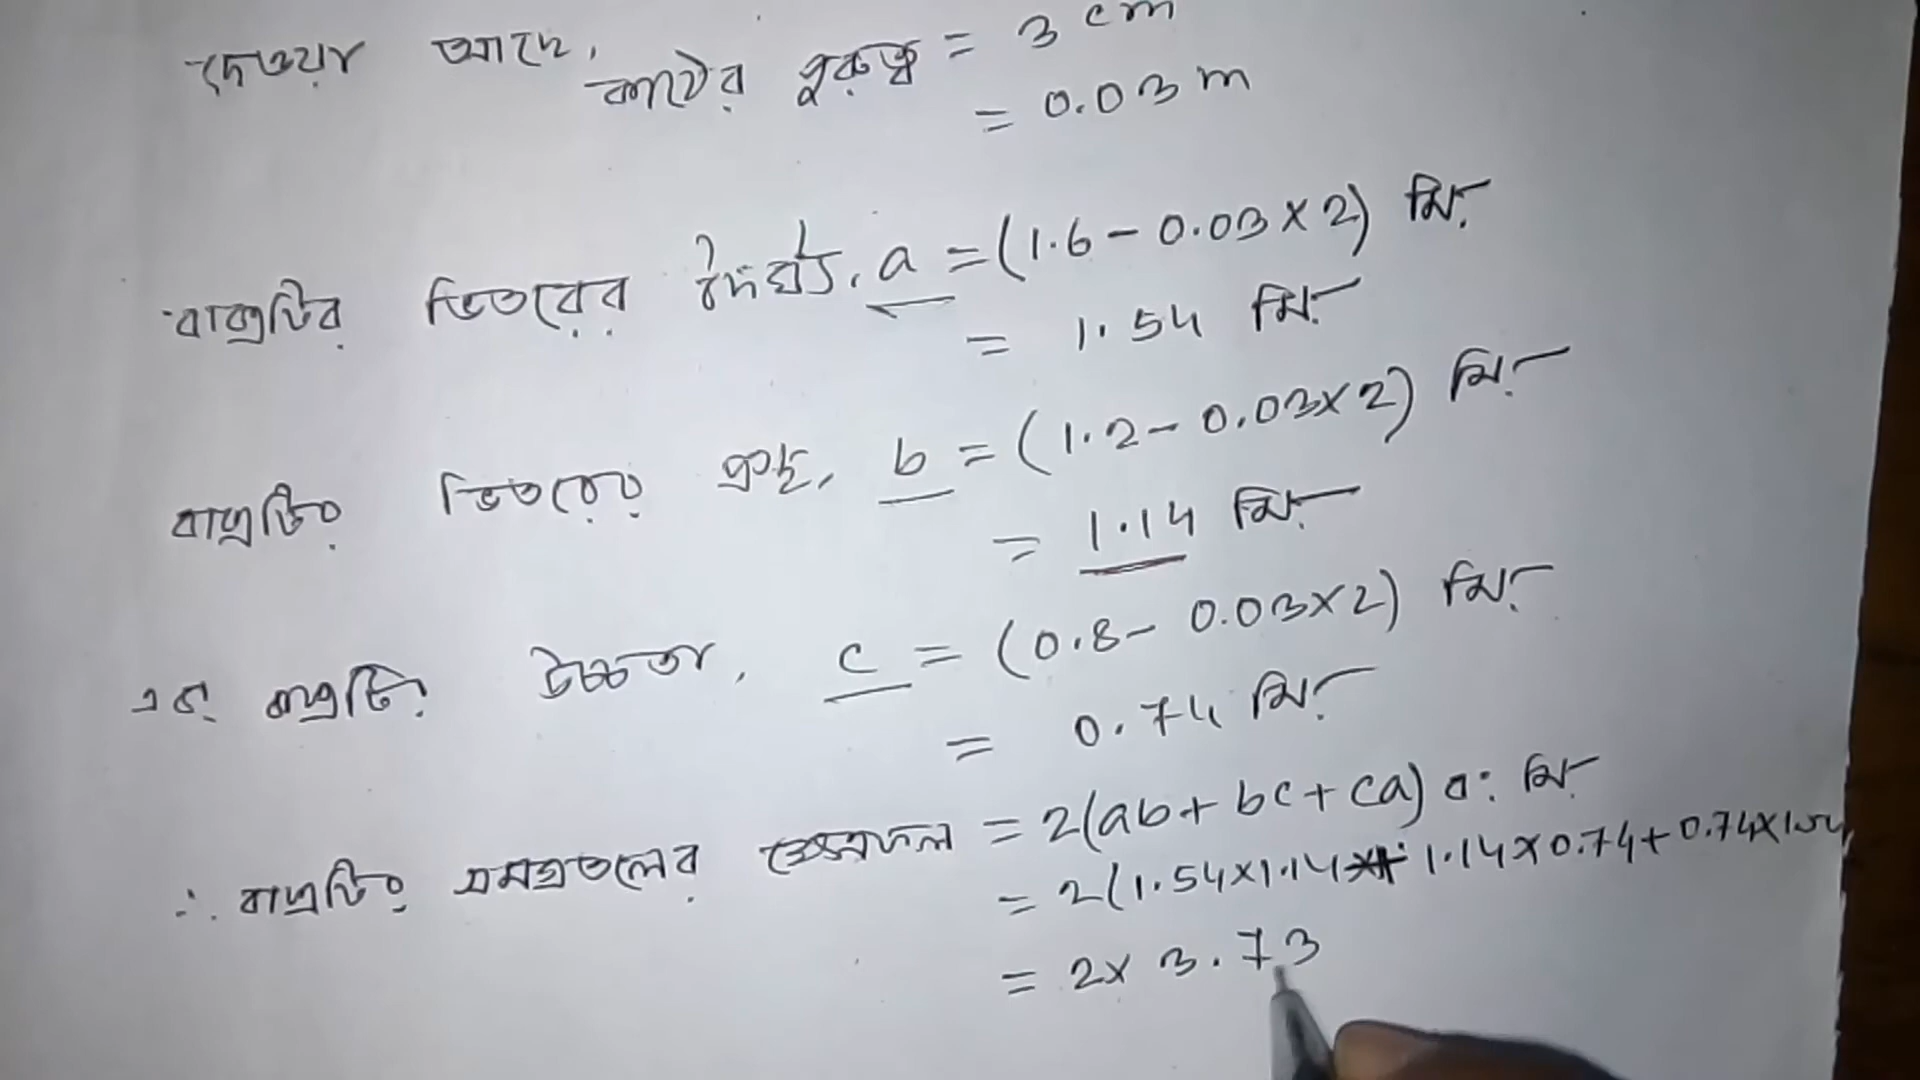 দেওয়া আছে, কাঠের পুরুত্ব = 3 cm
= 0.03 m
বাক্সটির ভিতরের দৈর্ঘ্য, a = (1.6 - 0.03 × 2) মি.
= 1.54 মি.
বাক্সটির ভিতরের প্রস্থ, b = (1.2 - 0.03×2) মি.
= 1.14 মি.
এবং বাক্সটির উচ্চতা, c = (0.8 - 0.03×2) মি.
= 0.74 মি.
∴ বাক্সটির সমগ্রতলের ক্ষেত্রফল = 2(ab + bc + ca) ব: মি.
= 2(1.54×1.14 + 1.14×0.74 + 0.74×1.54
= 2× 3.73